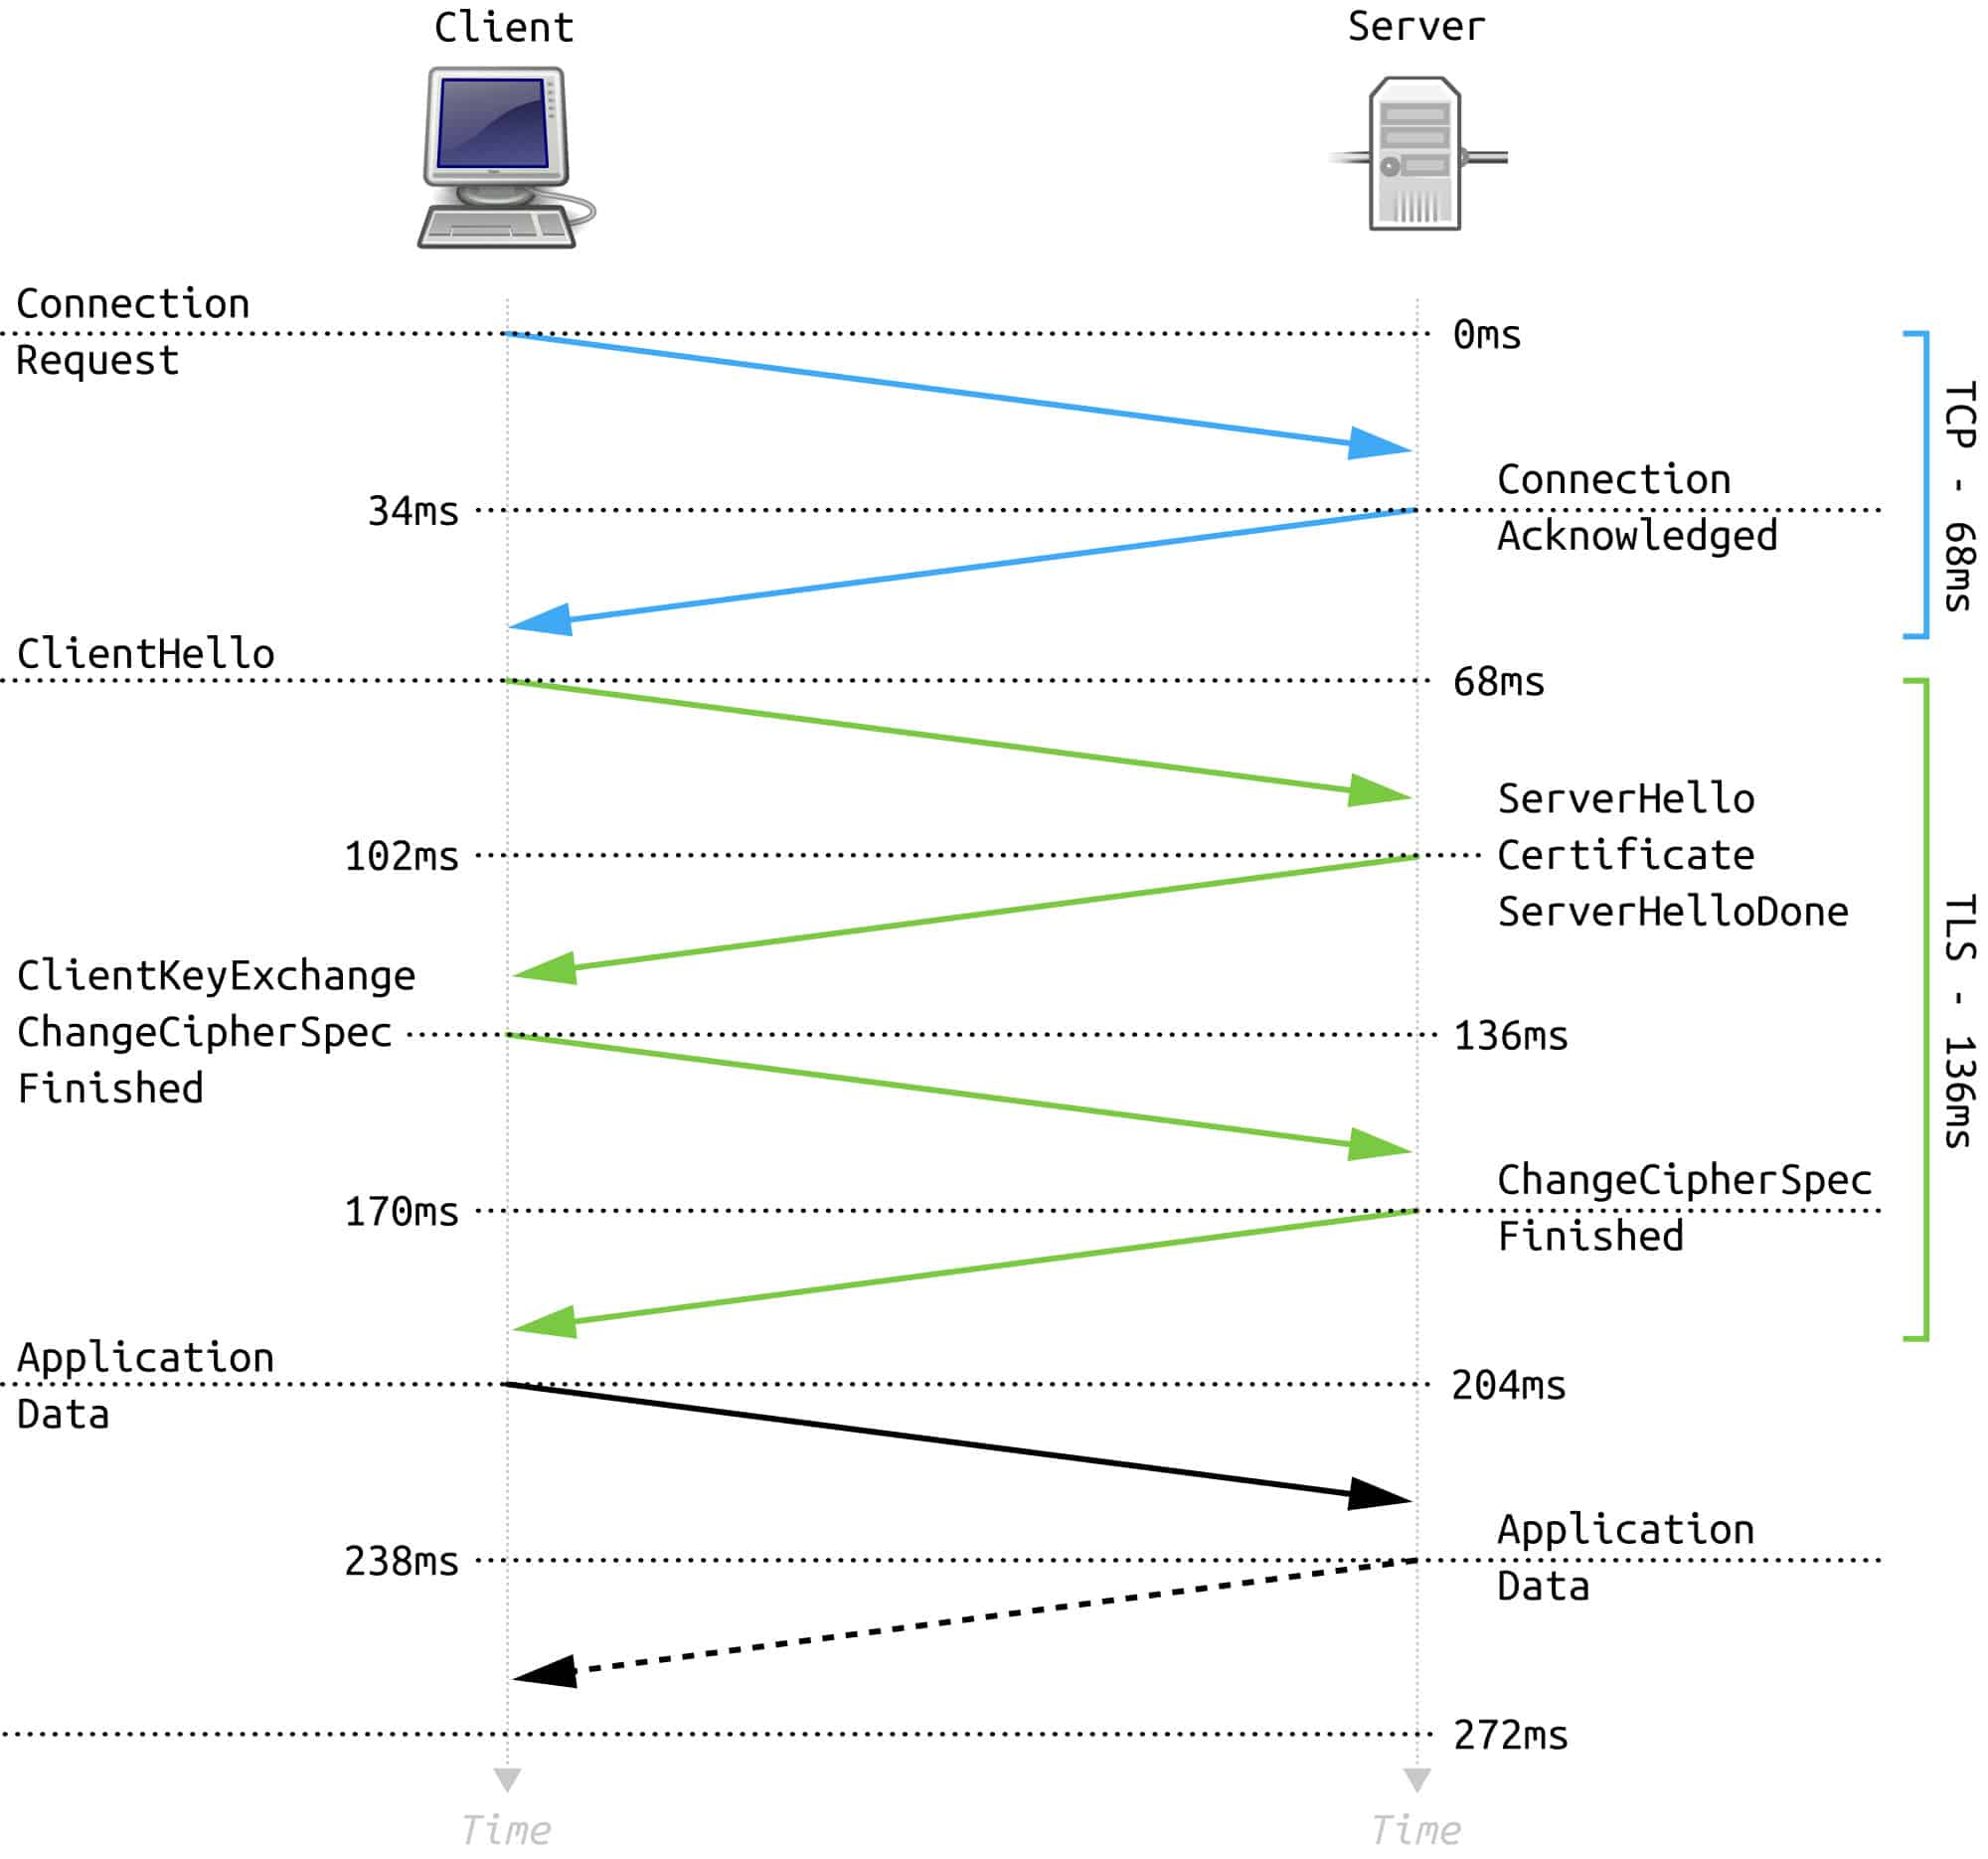 Client
Server
Connection
Request
0ms
TCP - 68ms
34ms
Connection
Acknowledged
ClientHello
68ms
ServerHello
102ms
Certificate
ServerHelloDone
TLS - 136ms
ClientKeyExchange
ChangeCipherSpec
Finished
136ms
170ms
ChangeCipherSpec
Finished
Application
Data
204ms
238ms
Application
Data
272ms
Time
Time